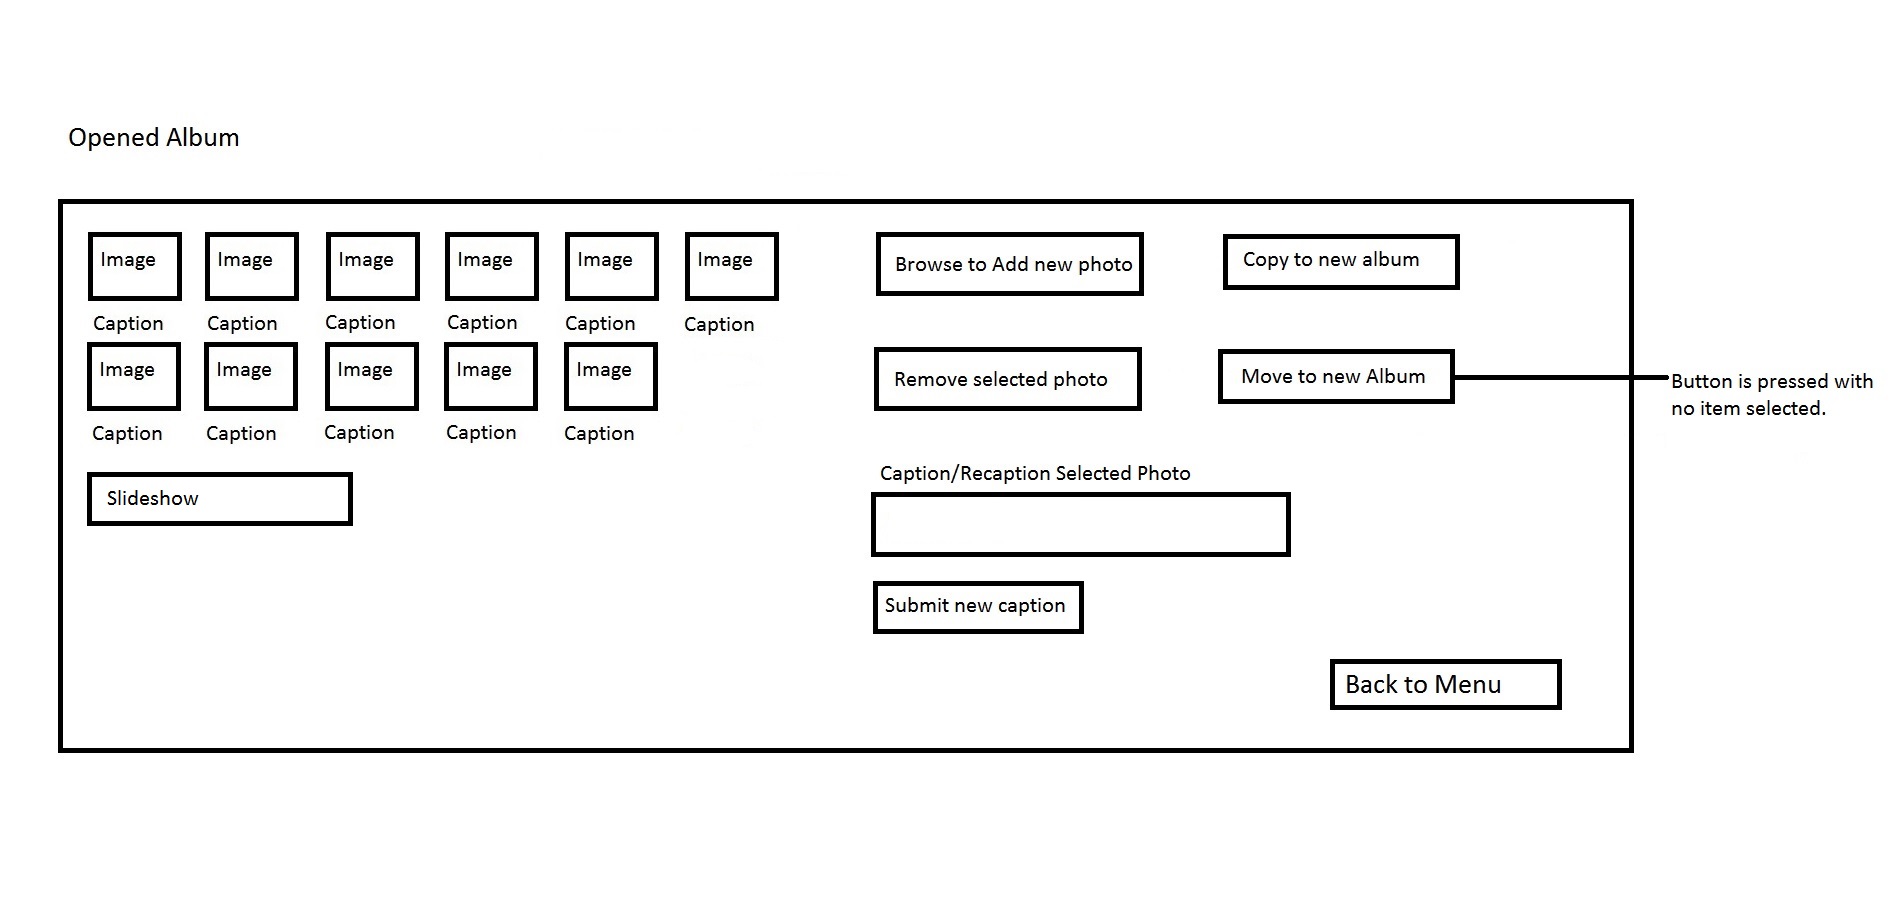 Opened Album
Image Image Image Image Image Image
Caption Caption Caption Caption Caption Caption
Image Image Image Image Image
Caption Caption Caption Caption Caption
Slideshow
Browse to Add new photo
Copy to new album
Remove selected photo
Move to new Album
Button is pressed with
no item selected.
Caption/Recaption Selected Photo
Submit new caption
Back to Menu